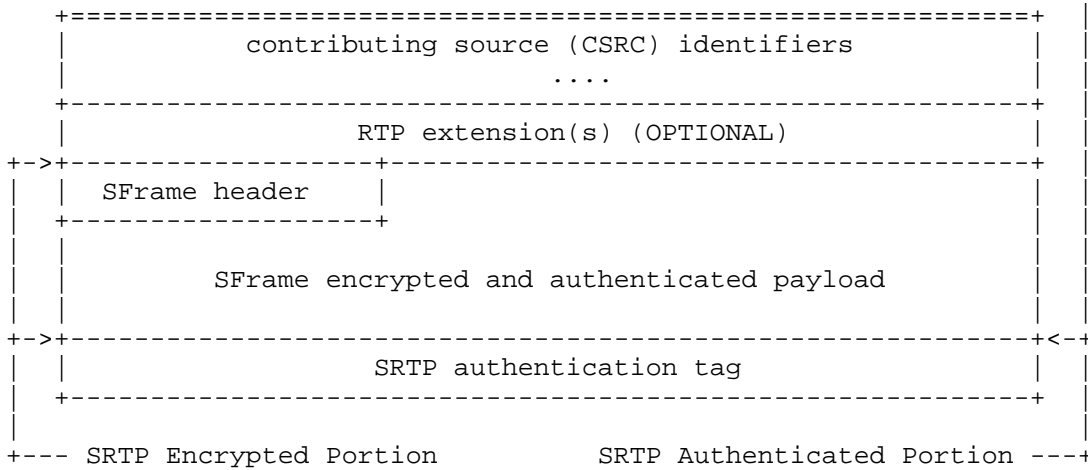 contributing source (CSRC) identifiers
....
RTP extension(s) (OPTIONAL)
SFrame header
SFrame encrypted and authenticated payload
SRTP authentication tag
SRTP Encrypted Portion SRTP Authenticated Portion